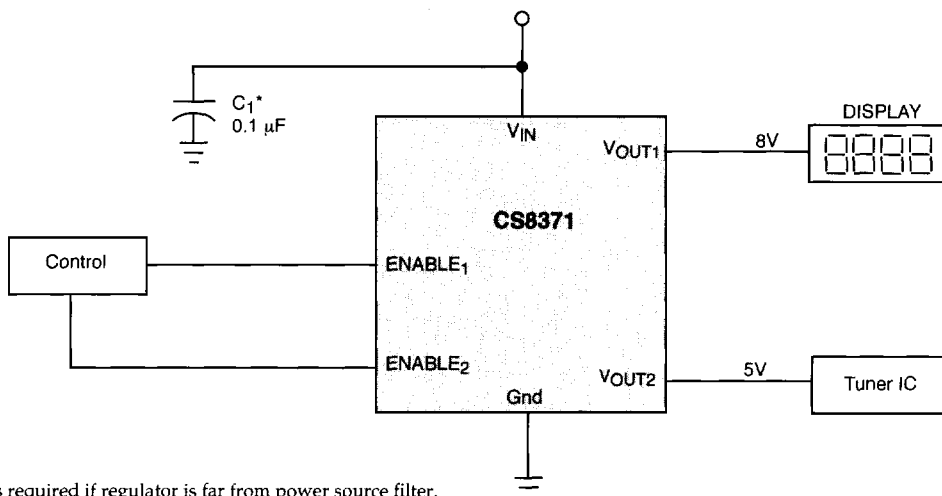 C1*
0.1 µF
VIN
DISPLAY
VOUT1
8V
8888
CS8371
Control
ENABLE1
ENABLE2
VOUT2
5V
Tuner IC
Gnd
is required if regulator is far from power source filter.